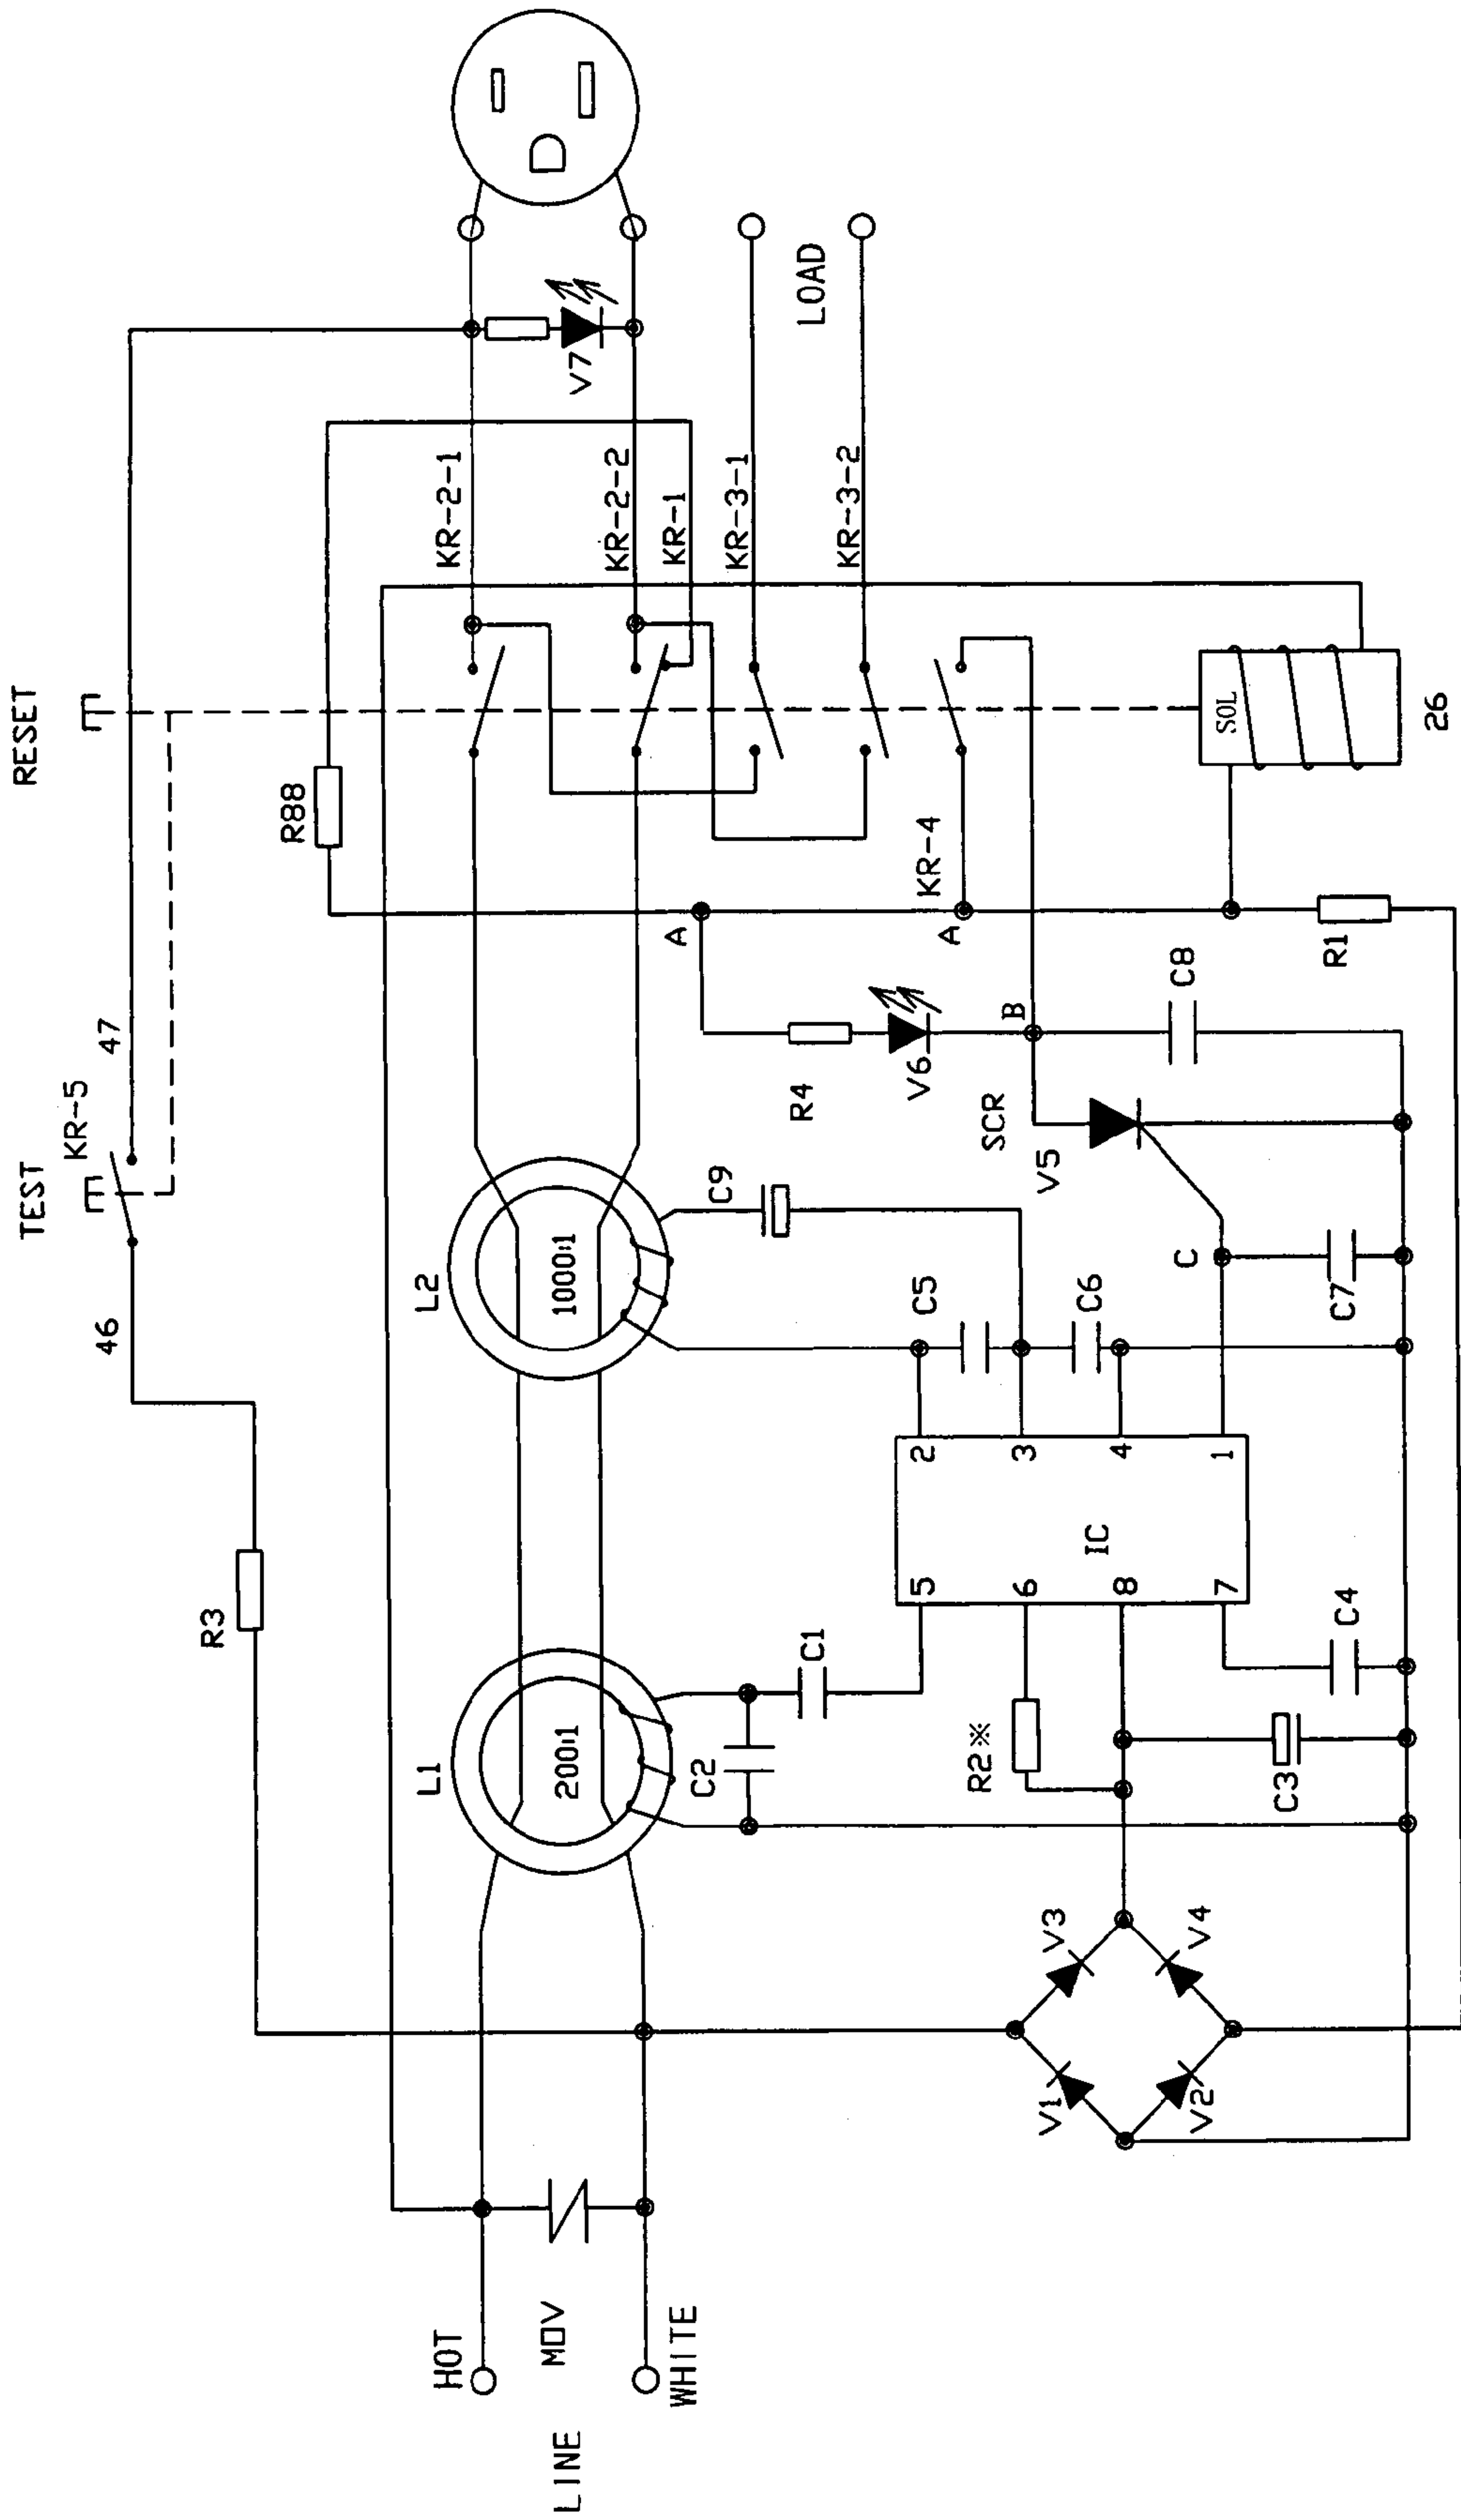 RESET
TEST
KR-5
46
47
R3
R88
HOT
MOV
WHITE
LINE
L1
200:1
L2
1000:1
KR-2-1
KR-2-2
KR-1
KR-3-1
KR-3-2
V7
LOAD
C2
C1
C9
A
R4
V6
A
KR-4
C5
C6
5
6
8
7
IC
2
3
4
1
R2※
SCR
V5
B
C
C8
SOL
26
V1
V2
V3
V4
C3
C4
C7
R1